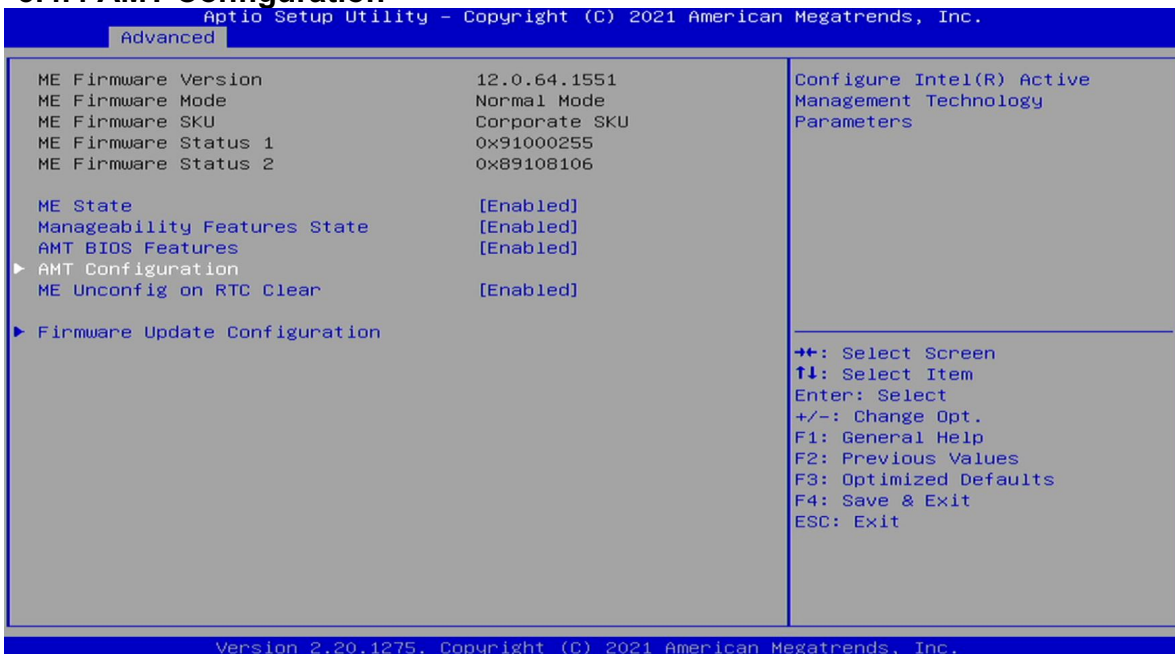 AMT Configuration
Aptio Setup Utility – Copyright (C) 2021 American Megatrends, Inc.
Advanced
ME Firmware Version 12.0.64.1551
ME Firmware Mode Normal Mode
ME Firmware SKU Corporate SKU
ME Firmware Status 1 0x91000255
ME Firmware Status 2 0x89108106
ME State [Enabled]
Manageability Features State [Enabled]
AMT BIOS Features [Enabled]
▶ AMT Configuration
ME Unconfig on RTC Clear [Enabled]
▶ Firmware Update Configuration
Configure Intel(R) Active
Management Technology
Parameters
→←: Select Screen
↑↓: Select Item
Enter: Select
+/-: Change Opt.
F1: General Help
F2: Previous Values
F3: Optimized Defaults
F4: Save & Exit
ESC: Exit
Version 2.20.1275. Copyright (C) 2021 American Megatrends, Inc.